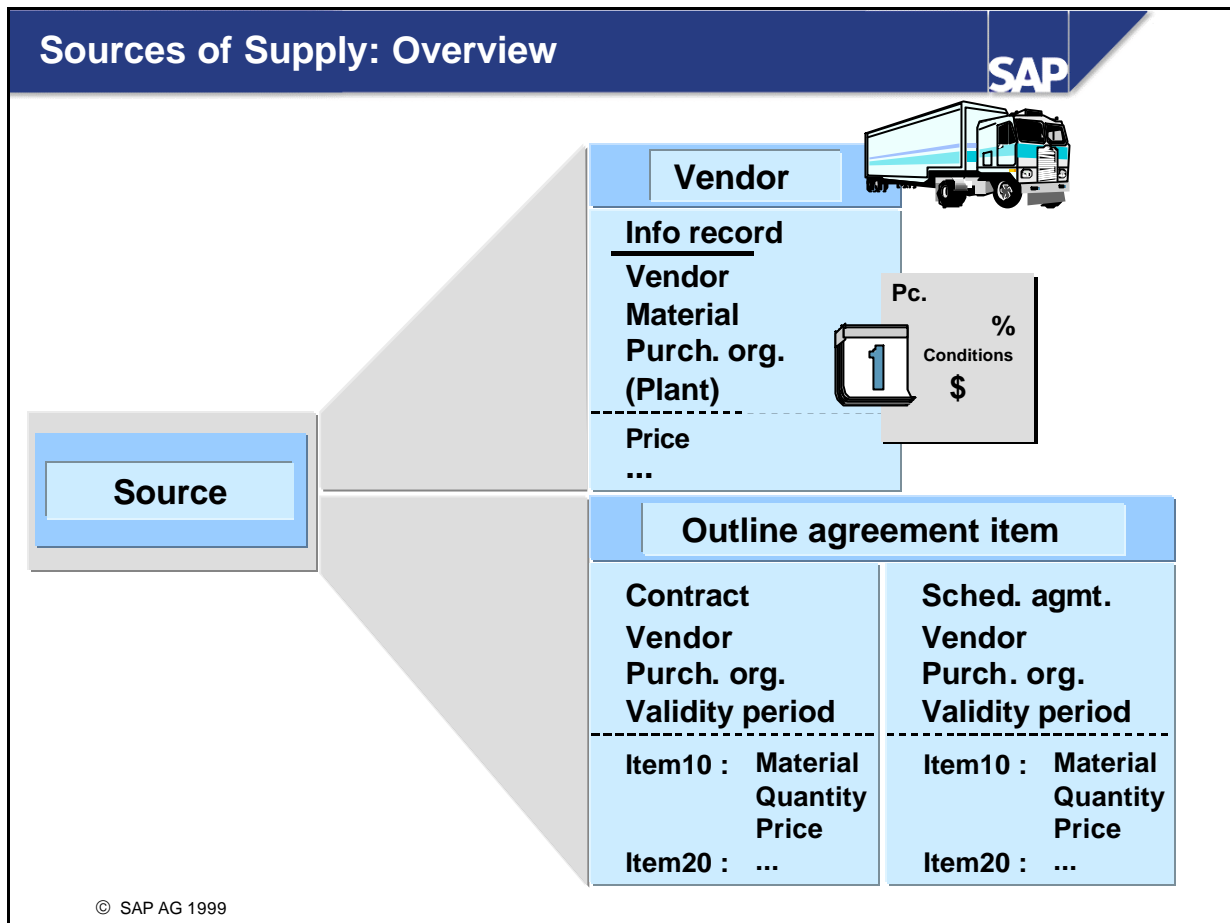 Sources of Supply: Overview
SAP
Vendor
Info record
Vendor
Material
Purch. org.
(Plant)
Price
...
Pc.
%
Conditions
$
1
Source
Outline agreement item
Contract
Vendor
Purch. org.
Validity period
Item10 : Material
Quantity
Price
Item20 : ...
Sched. agmt.
Vendor
Purch. org.
Validity period
Item10 : Material
Quantity
Price
Item20 : ...
© SAP AG 1999